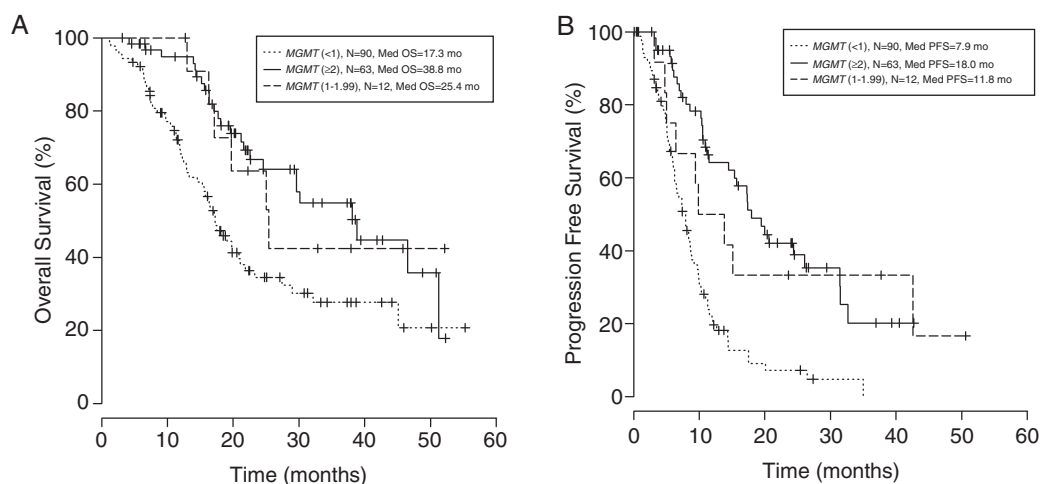 A
MGMT (<1), N=90, Med OS=17.3 mo
MGMT (≥2), N=63, Med OS=38.8 mo
MGMT (1-1.99), N=12, Med OS=25.4 mo
Overall Survival (%)
100
80
60
40
20
0
0 10 20 30 40 50 60
Time (months)
B
MGMT (<1), N=90, Med PFS=7.9 mo
MGMT (≥2), N=63, Med PFS=18.0 mo
MGMT (1-1.99), N=12, Med PFS=11.8 mo
Progression Free Survival (%)
100
80
60
40
20
0
0 10 20 30 40 50 60
Time (months)